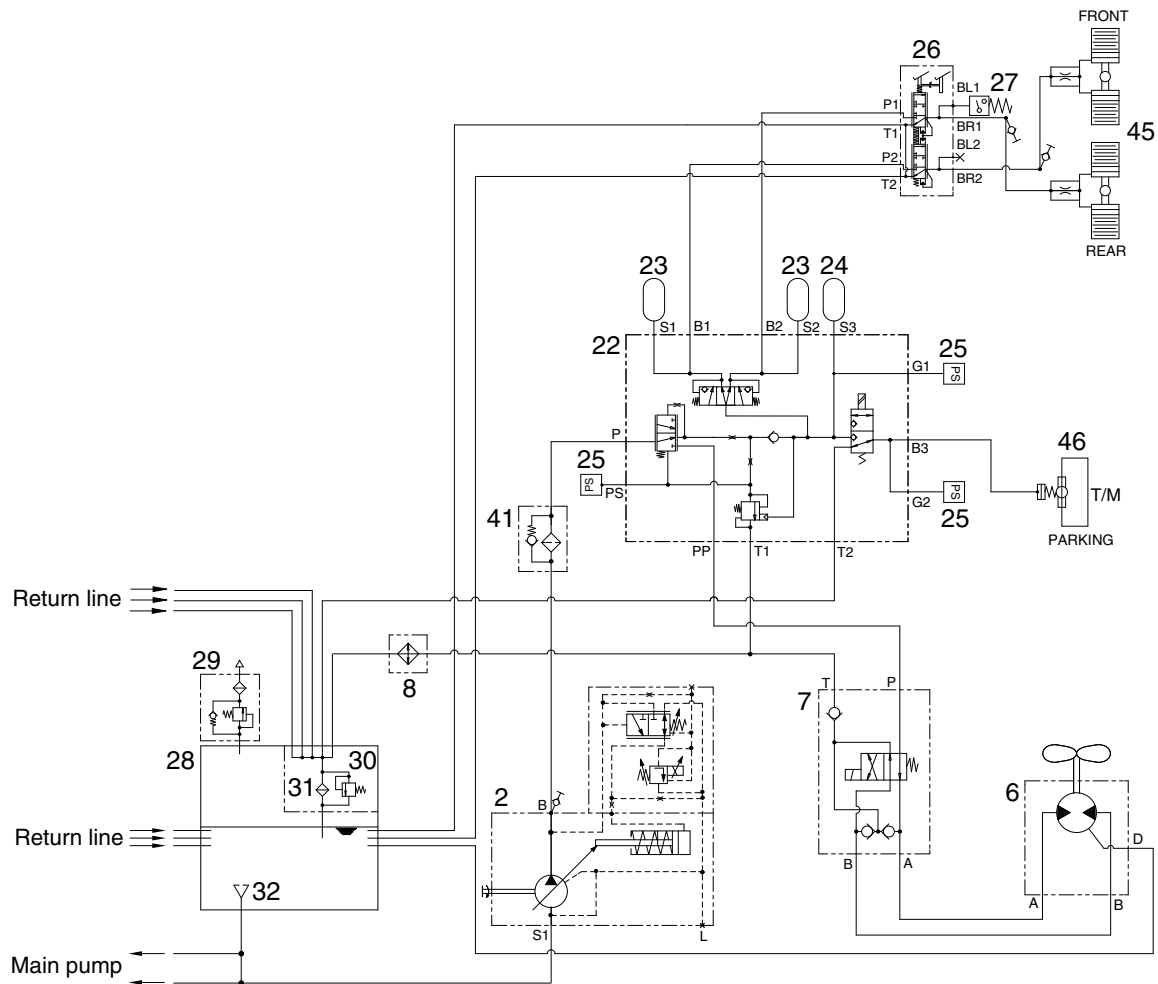 FRONT
26
BL1
27
P1
T1
BR1
45
BL2
P2
T2
BR2
REAR
23
23
24
S1
B1
B2
S2
S3
22
25
G1
PS
P
B3
46
25
PS
PS
G2
PS
25
T/M
PARKING
41
PP
T1
T2
Return line
29
8
T
P
7
28
30
31
2
B
6
Return line
D
32
B
A
A
B
S1
L
Main pump